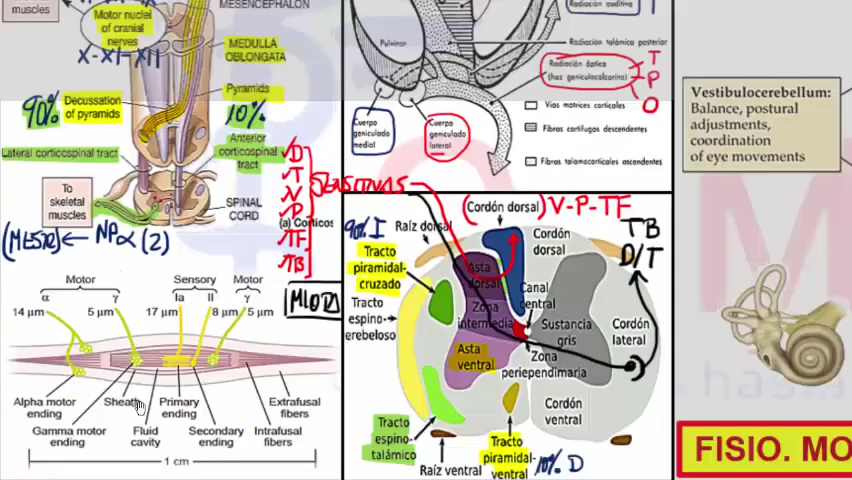 muscles
Motor nuclei
of cranial
nerves
X-XI-XII
MESENCEPHALON
MEDULLA
OBLONGATA
Pyramids
90%
Decussation
of pyramids
10%
Lateral corticospinal tract
Anterior
corticospinal
tract
To
skeletal
muscles
SPINAL
CORD
(a) Corticos
(MESTO) ← NPα (2)
D
T
V
P
TF
TB
SENSITIVAS
Motor
Sensory
Motor
α
γ
Ia
II
γ
14 μm
5 μm
17 μm
8 μm
5 μm
Alpha motor
ending
Sheath
Primary
ending
Extrafusal
fibers
Gamma motor
ending
Fluid
cavity
Secondary
ending
Intrafusal
fibers
1 cm
Radiación auditiva
Pulvinar
Radiación talámica posterior
Radiación óptica
(haz geniculocalcarino)
T
P
O
Cuerpo
geniculado
medial
Cuerpo
geniculado
lateral
Vías motrices corticales
Fibras cortífugas descendentes
Fibras talamocorticales ascendentes
(Cordón dorsal) V-P-TF
90% I
Raíz dorsal
Cordón
dorsal
TB
D/T
Tracto
piramidal-
cruzado
Asta
dorsal
Canal
central
Tracto
espino-
cerebeloso
Zona
intermedia
Sustancia
gris
Cordón
lateral
Asta
ventral
Zona
periependimaria
Cordón
ventral
Tracto
espino-
talámico
Raíz ventral
Tracto
piramidal-
ventral
10% D
Vestibulocerebellum:
Balance, postural
adjustments,
coordination
of eye movements
FISIO. MO